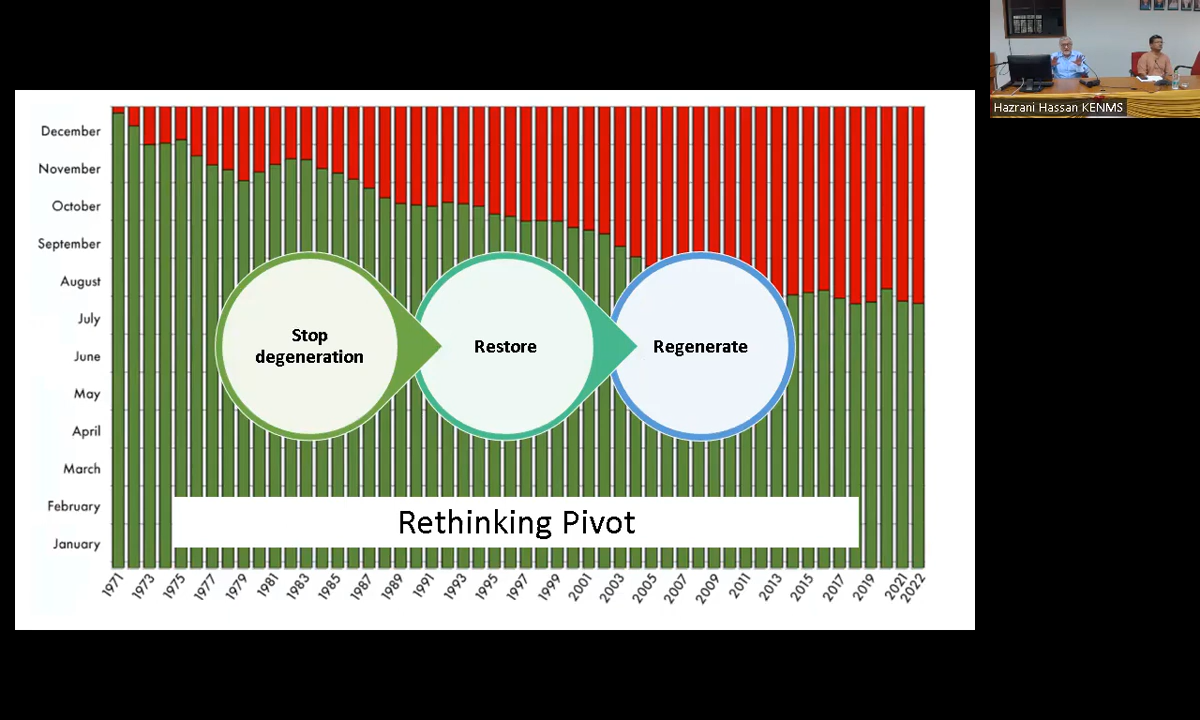 December
November
October
September
August
July
June
May
April
March
February
January
Stop
degeneration
Restore
Regenerate
Rethinking Pivot
1971
1973
1975
1977
1979
1981
1983
1985
1987
1989
1991
1993
1995
1997
1999
2001
2003
2005
2007
2009
2011
2013
2015
2017
2019
2021
2022
Hazrani Hassan KENMS